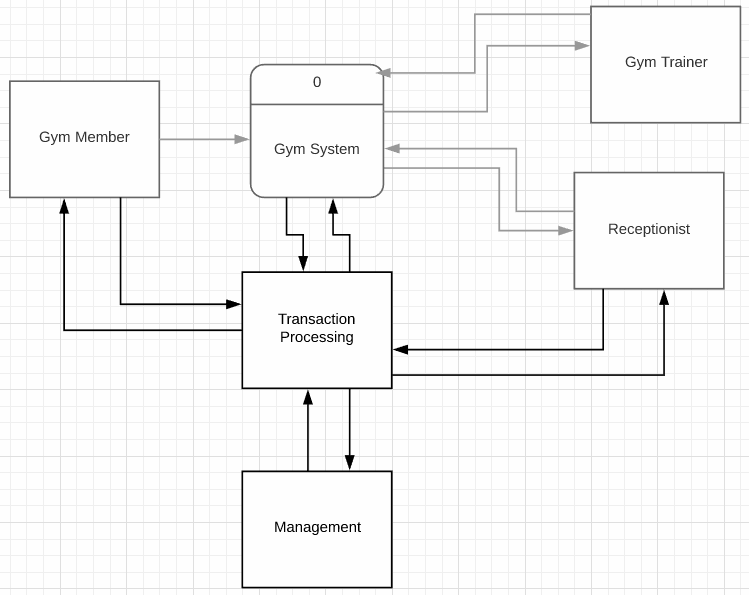 Gym Trainer
0
Gym Member
Gym System
Receptionist
Transaction
Processing
Management